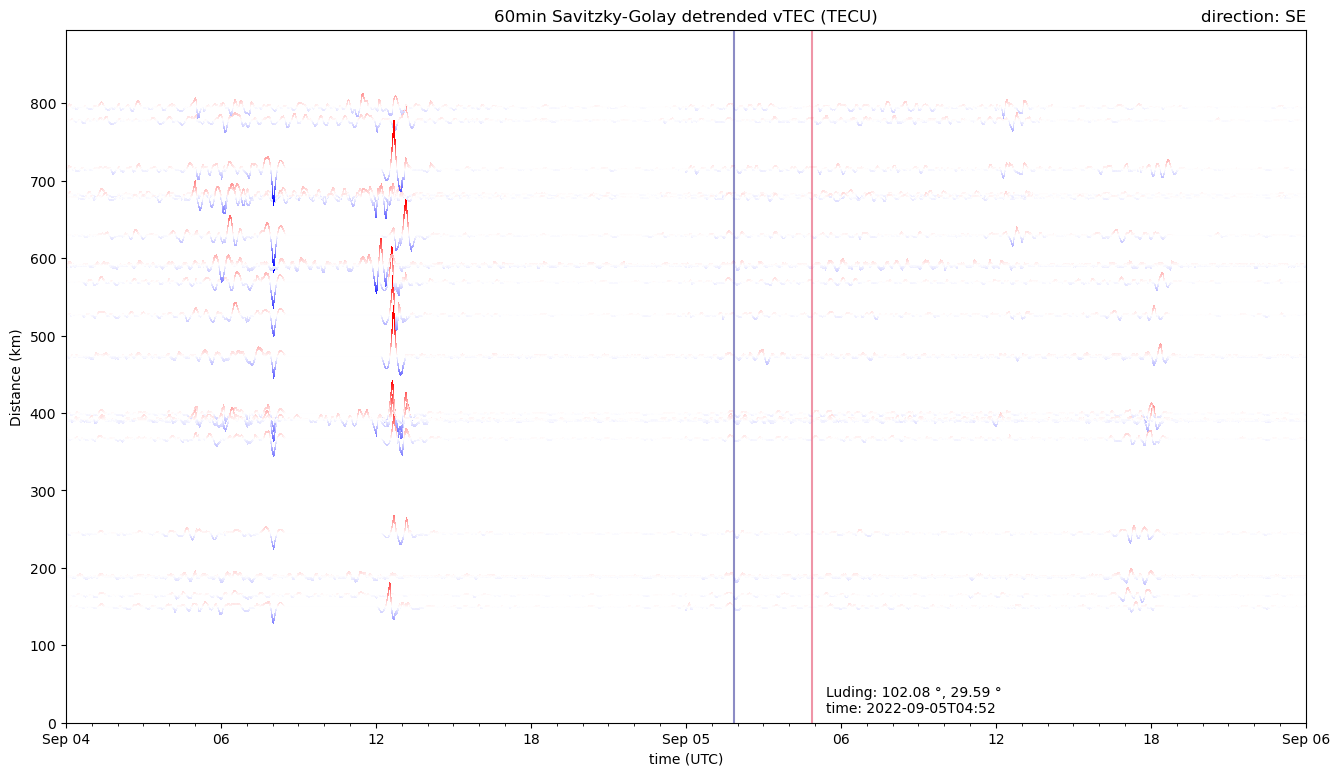 60min Savitzky-Golay detrended vTEC (TECU)
direction: SE
800
700
600
500
400
300
200
100
0
Distance (km)
Luding: 102.08 °, 29.59 °
time: 2022-09-05T04:52
Sep 04
06
12
18
Sep 05
06
12
18
Sep 06
time (UTC)